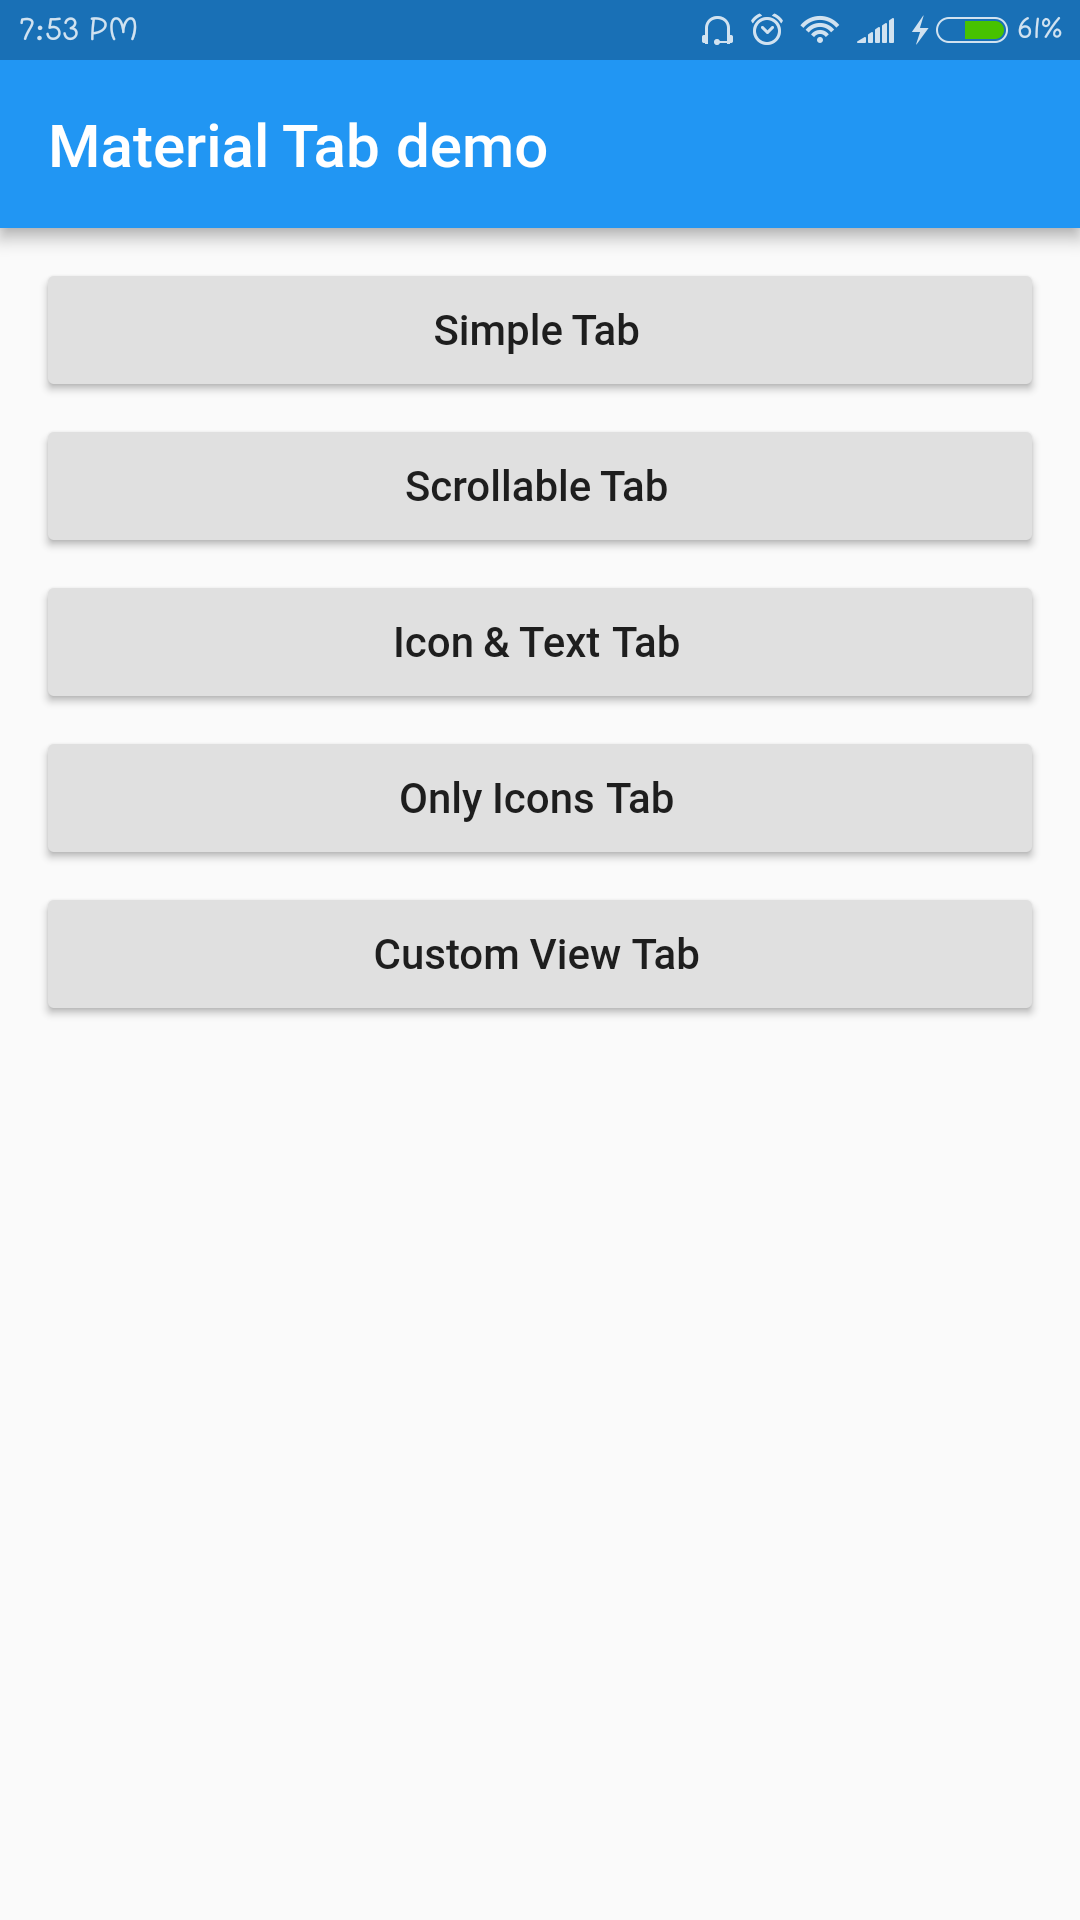 7:53 PM 61%
Material Tab demo
Simple Tab
Scrollable Tab
Icon & Text Tab
Only Icons Tab
Custom View Tab